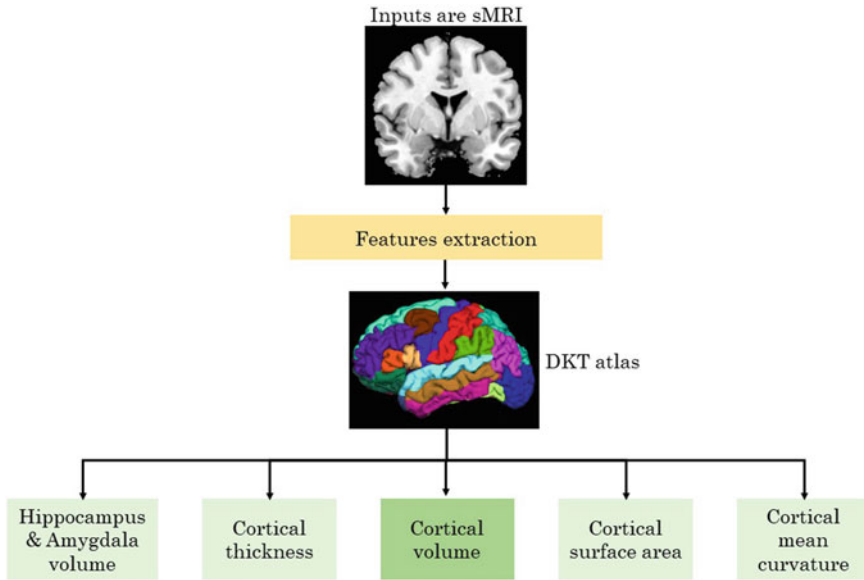 Inputs are sMRI
Features extraction
DKT atlas
Hippocampus
& Amygdala
volume
Cortical
thickness
Cortical
volume
Cortical
surface area
Cortical
mean
curvature